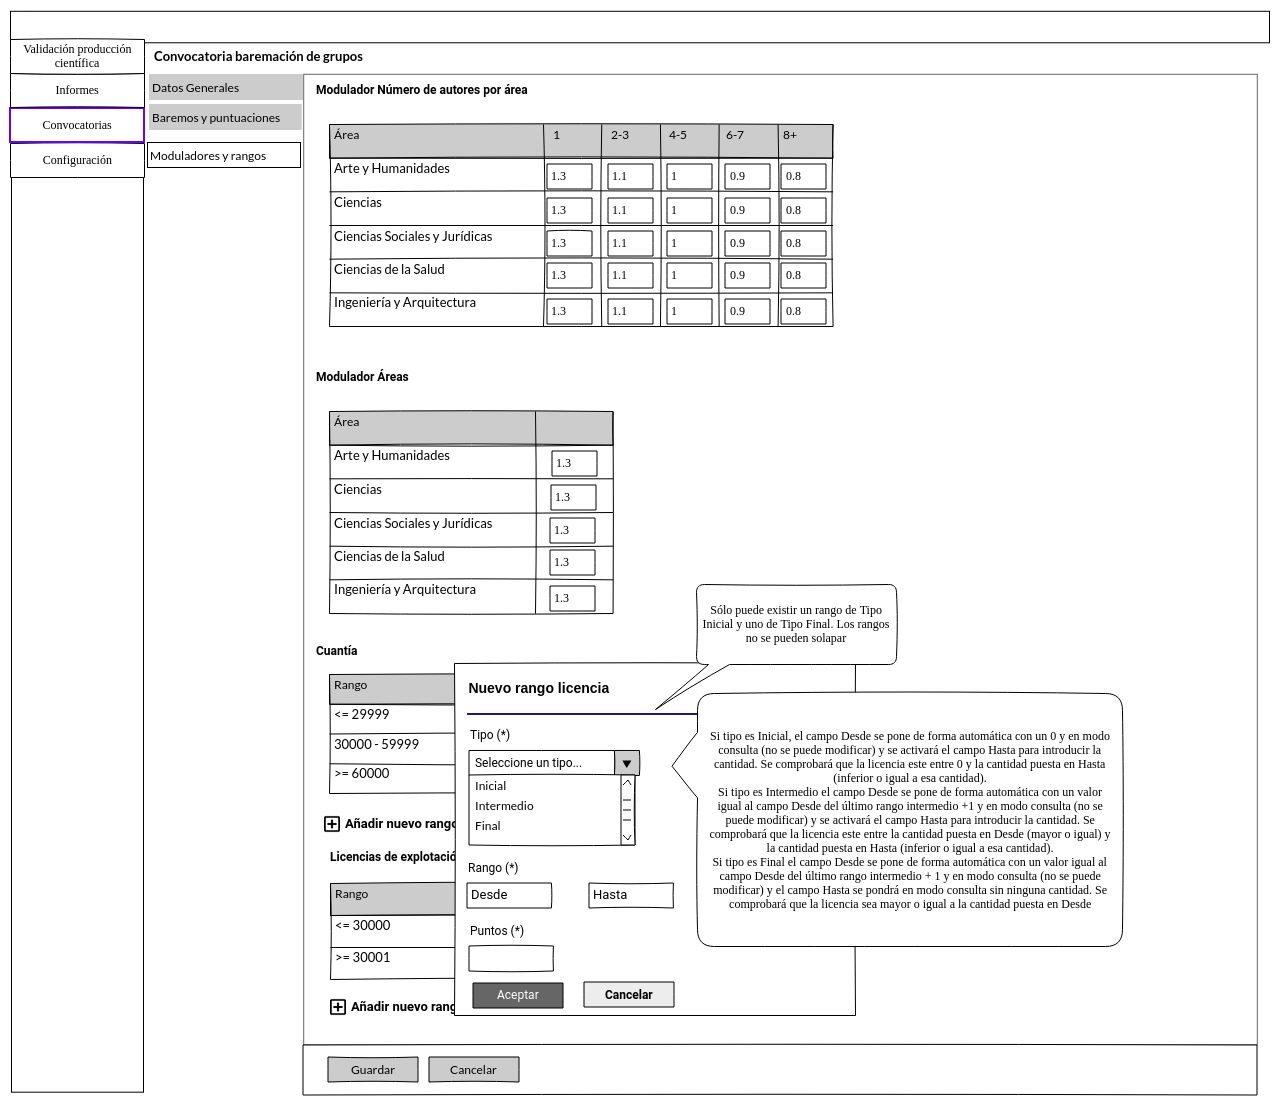 Validación producción
científica
Informes
Convocatorias
Configuración
Convocatoria baremación de grupos
Datos Generales
Baremos y puntuaciones
Moduladores y rangos
Modulador Número de autores por área
Área 1 2-3 4-5 6-7 8+
Arte y Humanidades 1.3 1.1 1 0.9 0.8
Ciencias 1.3 1.1 1 0.9 0.8
Ciencias Sociales y Jurídicas 1.3 1.1 1 0.9 0.8
Ciencias de la Salud 1.3 1.1 1 0.9 0.8
Ingeniería y Arquitectura 1.3 1.1 1 0.9 0.8
Modulador Áreas
Área
Arte y Humanidades 1.3
Ciencias 1.3
Ciencias Sociales y Jurídicas 1.3
Ciencias de la Salud 1.3
Ingeniería y Arquitectura 1.3
Cuantía
Rango
<= 29999
30000 - 59999
>= 60000
Añadir nuevo rango
Licencias de explotació
Rango
<= 30000
>= 30001
Añadir nuevo rang
Sólo puede existir un rango de Tipo
Inicial y uno de Tipo Final. Los rangos
no se pueden solapar
Nuevo rango licencia
Tipo (*)
Seleccione un tipo...
Inicial
Intermedio
Final
Rango (*)
Desde Hasta
Puntos (*)
Aceptar Cancelar
Si tipo es Inicial, el campo Desde se pone de forma automática con un 0 y en modo
consulta (no se puede modificar) y se activará el campo Hasta para introducir la
cantidad. Se comprobará que la licencia este entre 0 y la cantidad puesta en Hasta
(inferior o igual a esa cantidad).
Si tipo es Intermedio el campo Desde se pone de forma automática con un valor
igual al campo Desde del último rango intermedio +1 y en modo consulta (no se
puede modificar) y se activará el campo Hasta para introducir la cantidad. Se
comprobará que la licencia este entre la cantidad puesta en Desde (mayor o igual) y
la cantidad puesta en Hasta (inferior o igual a esa cantidad).
Si tipo es Final el campo Desde se pone de forma automática con un valor igual al
campo Desde del último rango intermedio + 1 y en modo consulta (no se puede
modificar) y el campo Hasta se pondrá en modo consulta sin ninguna cantidad. Se
comprobará que la licencia sea mayor o igual a la cantidad puesta en Desde
Guardar Cancelar